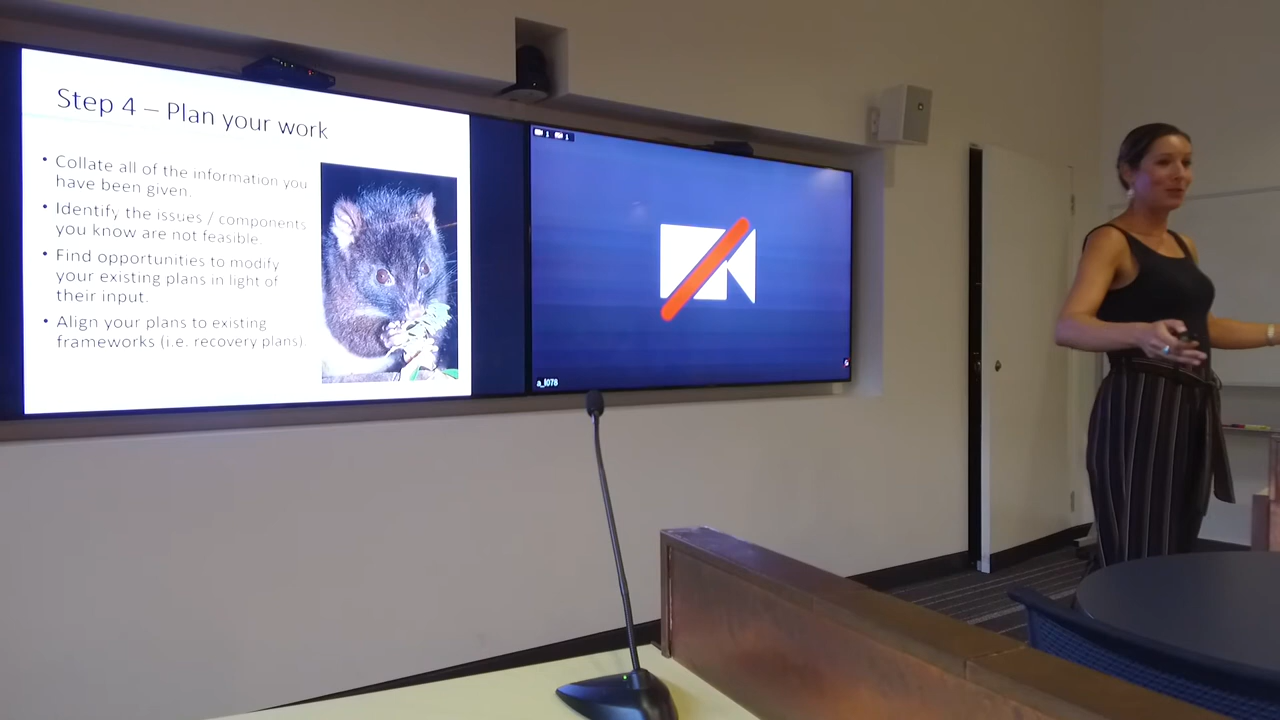 Step 4 – Plan your work
• Collate all of the information you
have been given.
• Identify the issues / components
you know are not feasible.
• Find opportunities to modify
your existing plans in light of
their input.
• Align your plans to existing
frameworks (i.e. recovery plans).
a_l078